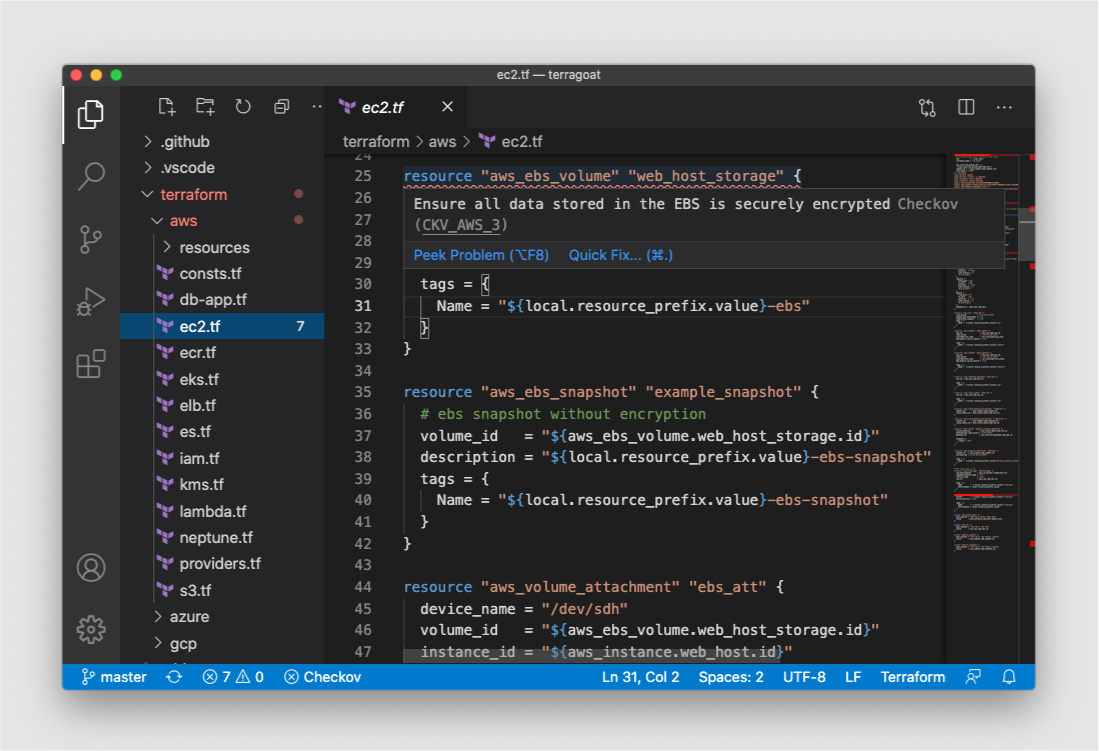 ec2.tf — terragoat
ec2.tf
.github
.vscode
terraform
aws
resources
consts.tf
db-app.tf
ec2.tf 7
ecr.tf
eks.tf
elb.tf
es.tf
iam.tf
kms.tf
lambda.tf
neptune.tf
providers.tf
s3.tf
azure
gcp
terraform > aws > ec2.tf
24
25 resource "aws_ebs_volume" "web_host_storage" {
26
27
28
29
Ensure all data stored in the EBS is securely encrypted Checkov
(CKV_AWS_3)
Peek Problem (⌥F8) Quick Fix... (⌘.)
30 tags = {
31 Name = "${local.resource_prefix.value}-ebs"
32 }
33 }
34
35 resource "aws_ebs_snapshot" "example_snapshot" {
36 # ebs snapshot without encryption
37 volume_id   = "${aws_ebs_volume.web_host_storage.id}"
38 description = "${local.resource_prefix.value}-ebs-snapshot"
39 tags = {
40 Name = "${local.resource_prefix.value}-ebs-snapshot"
41 }
42 }
43
44 resource "aws_volume_attachment" "ebs_att" {
45 device_name = "/dev/sdh"
46 volume_id   = "${aws_ebs_volume.web_host_storage.id}"
47 instance_id = "${aws_instance.web_host.id}"
master 7 0 Checkov Ln 31, Col 2 Spaces: 2 UTF-8 LF Terraform